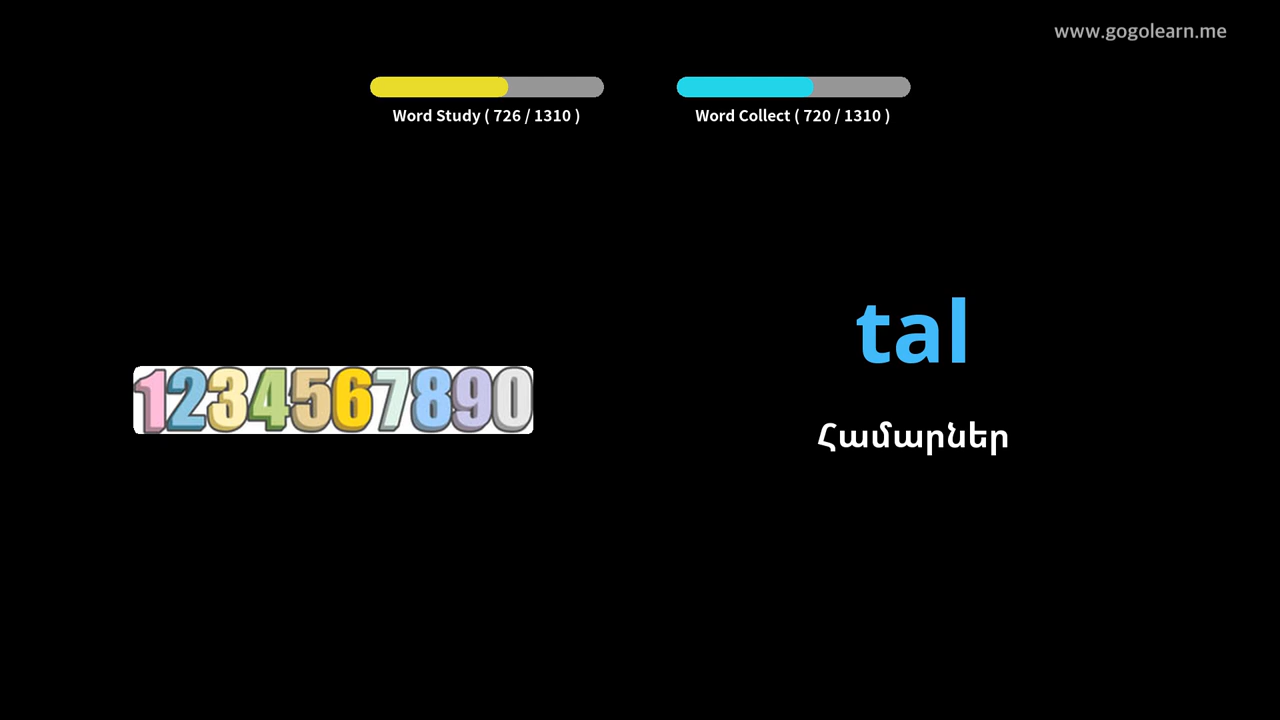 www.gogolearn.me
Word Study ( 726 / 1310 )
Word Collect ( 720 / 1310 )
tal
1234567890
Համարներ